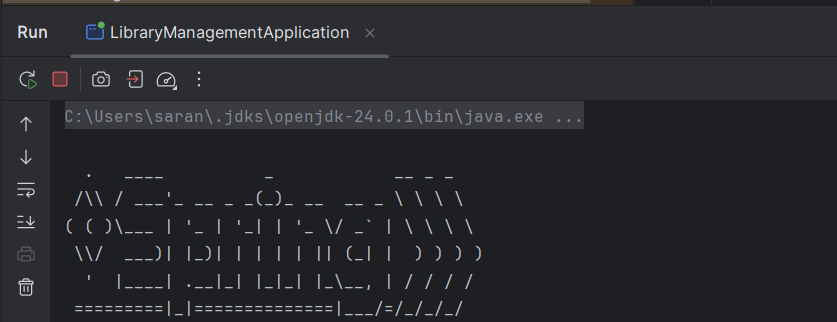 Run
LibraryManagementApplication
C:\Users\saran\.jdks\openjdk-24.0.1\bin\java.exe ...
  .   ____          _            __ _ _
 /\\ / ___'_ __ _ _(_)_ __  __ _ \ \ \ \
( ( )\___ | '_ | '_| | '_ \/ _` | \ \ \ \
 \\/  ___)| |_)| | | | | || (_| |  ) ) ) )
  '  |____| .__|_| |_|_| |_\__, | / / / /
 =========|_|==============|___/=/_/_/_/